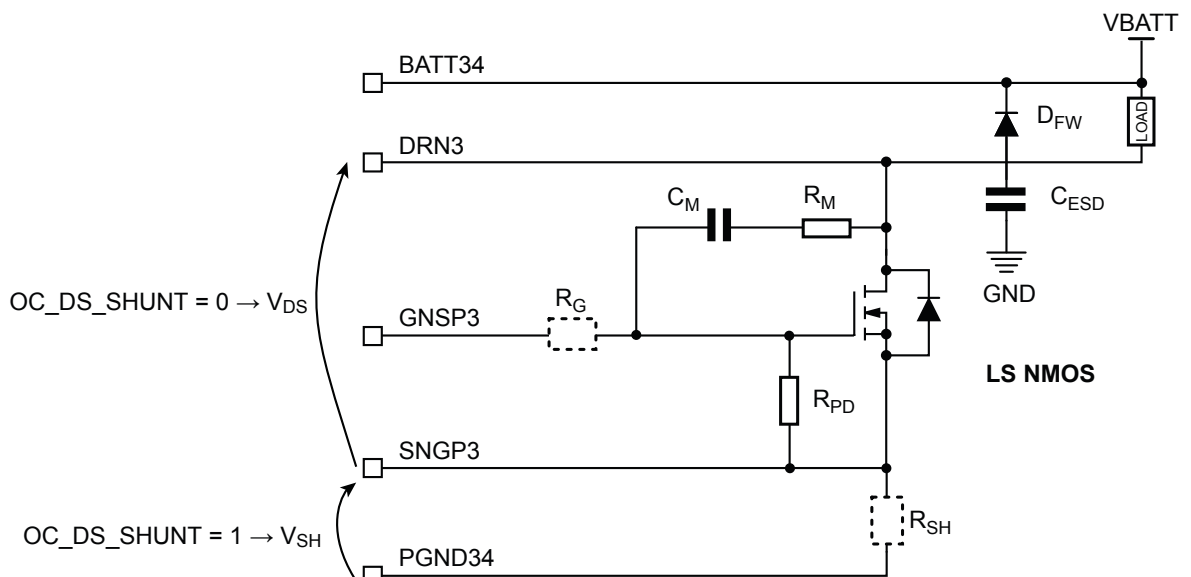 VBATT
BATT34
D_FW
LOAD
DRN3
C_M
R_M
C_ESD
OC_DS_SHUNT = 0 → V_DS
GND
R_G
GNSP3
LS NMOS
R_PD
SNGP3
R_SH
OC_DS_SHUNT = 1 → V_SH
PGND34